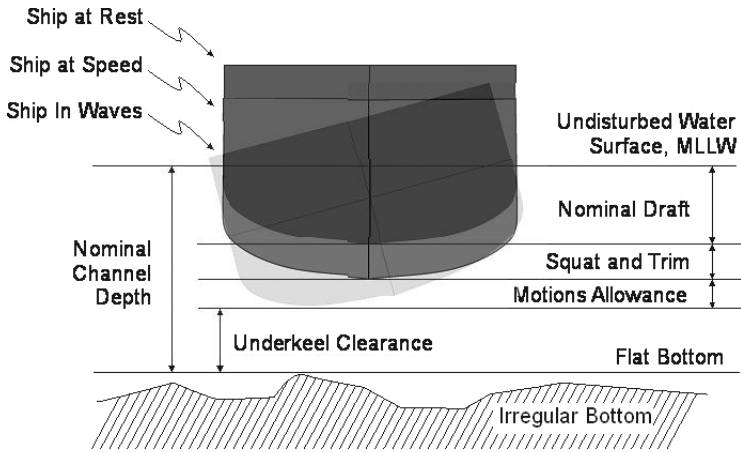 Ship at Rest
Ship at Speed
Ship In Waves
Undisturbed Water
Surface, MLLW
Nominal Draft
Nominal
Channel
Depth
Squat and Trim
Motions Allowance
Underkeel Clearance
Flat Bottom
Irregular Bottom